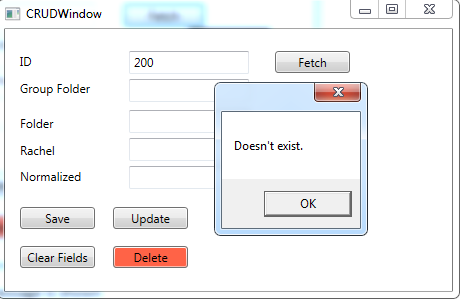 CRUDWindow
ID 200 Fetch
Group Folder
Folder
Doesn't exist.
Rachel
Normalized
OK
Save Update
Clear Fields Delete